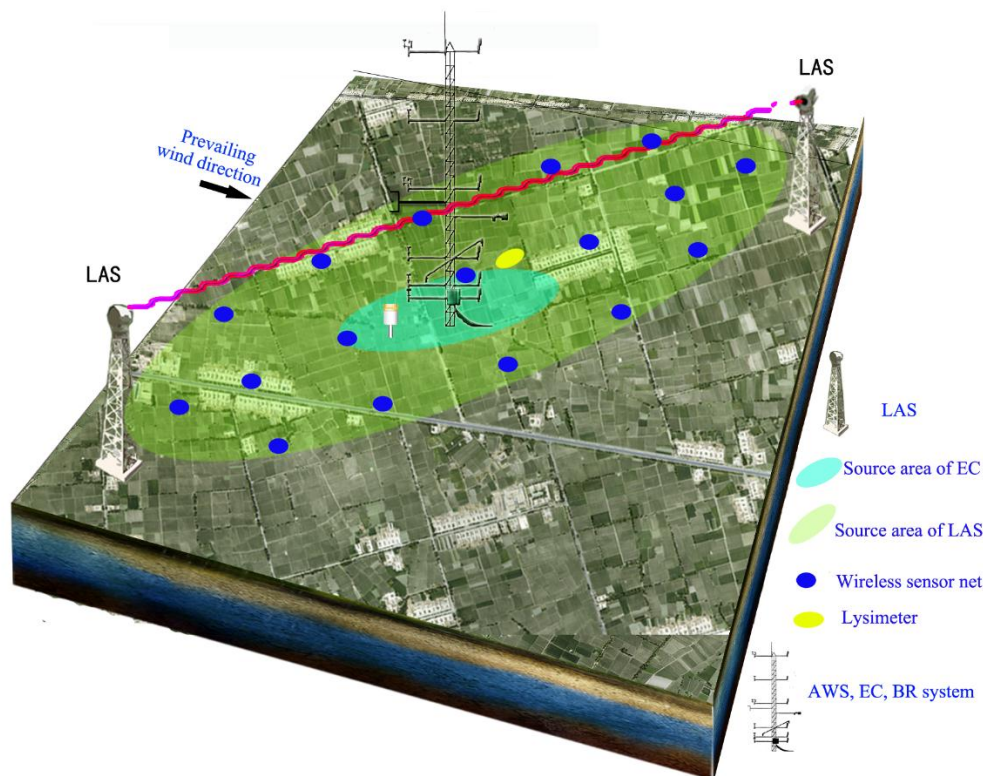 LAS
Prevailing
wind direction
LAS
LAS
Source area of EC
Source area of LAS
Wireless sensor net
Lysimeter
AWS, EC, BR system